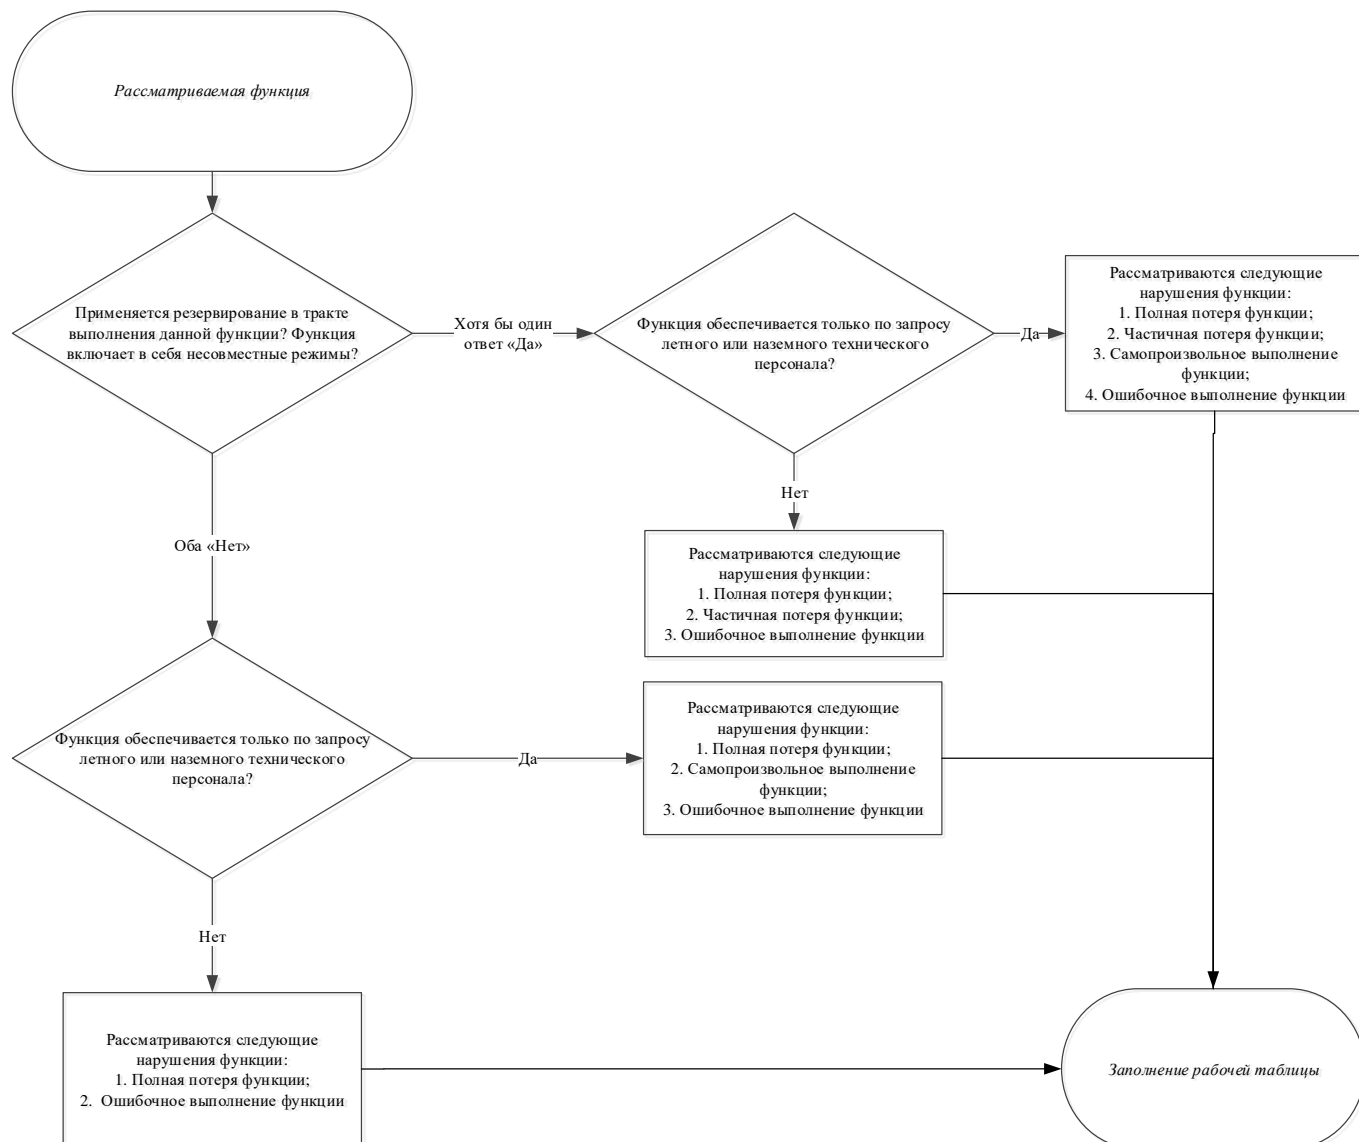 Рассматриваемая функция
Применяется резервирование в тракте
выполнения данной функции? Функция
включает в себя несовместные режимы?
Хотя бы один
ответ «Да»
Функция обеспечивается только по запросу
летного или наземного технического
персонала?
Да
Рассматриваются следующие
нарушения функции:
1. Полная потеря функции;
2. Частичная потеря функции;
3. Самопроизвольное выполнение
функции;
4. Ошибочное выполнение функции
Нет
Рассматриваются следующие
нарушения функции:
1. Полная потеря функции;
2. Частичная потеря функции;
3. Ошибочное выполнение функции
Оба «Нет»
Функция обеспечивается только по запросу
летного или наземного технического
персонала?
Да
Рассматриваются следующие
нарушения функции:
1. Полная потеря функции;
2. Самопроизвольное выполнение
функции;
3. Ошибочное выполнение функции
Нет
Рассматриваются следующие
нарушения функции:
1. Полная потеря функции;
2. Ошибочное выполнение функции
Заполнение рабочей таблицы